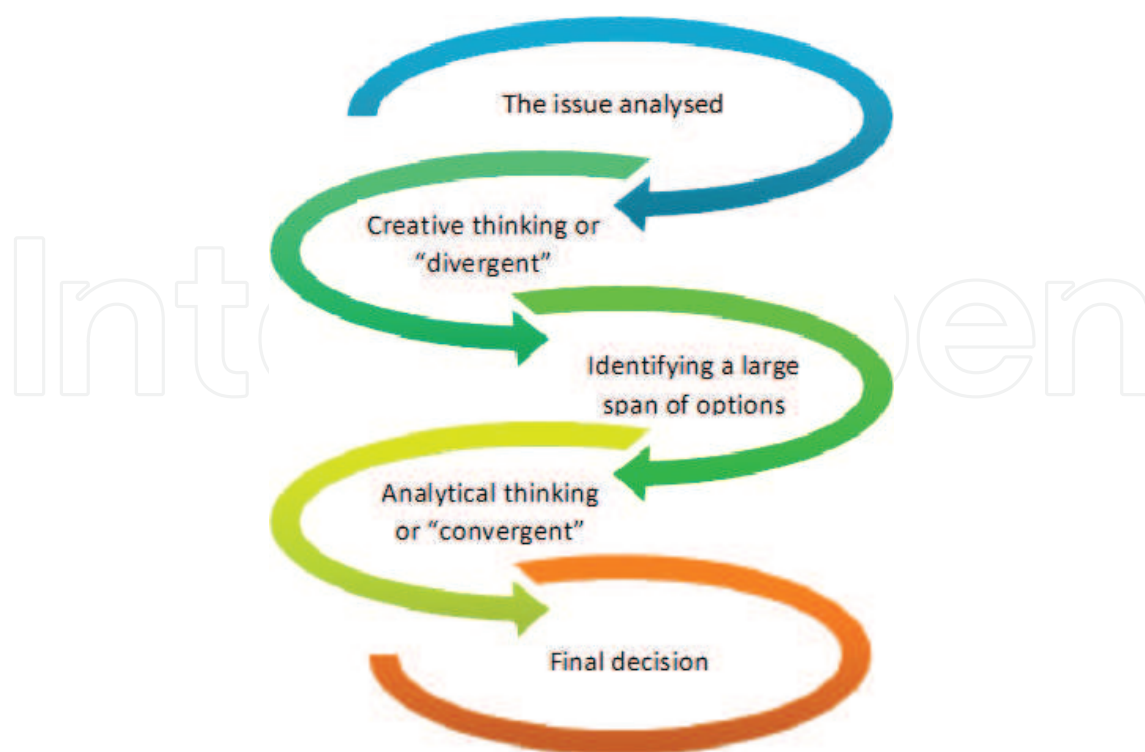 The issue analysed
Creative thinking or
“divergent”
Identifying a large
span of options
Analytical thinking
or “convergent”
Final decision